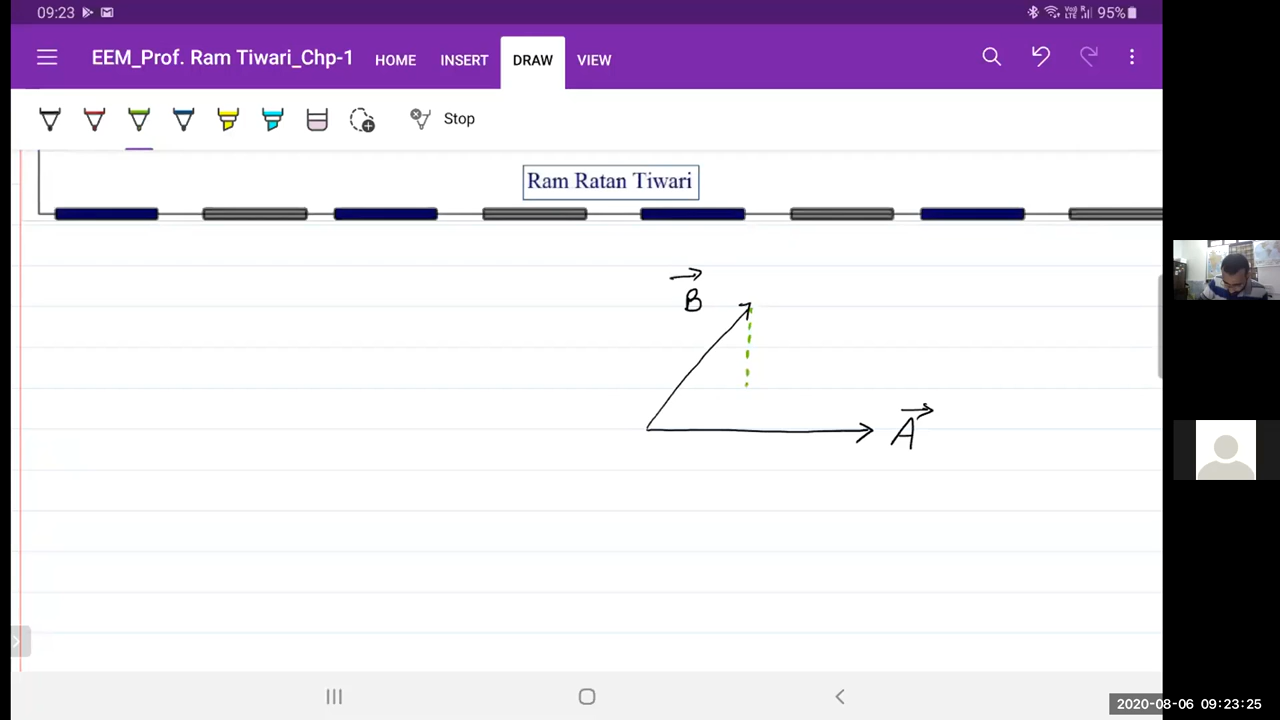 09:23
95%
EEM_Prof. Ram Tiwari_Chp-1 HOME INSERT DRAW VIEW
Stop
Ram Ratan Tiwari
B
A
2020-08-06 09:23:25